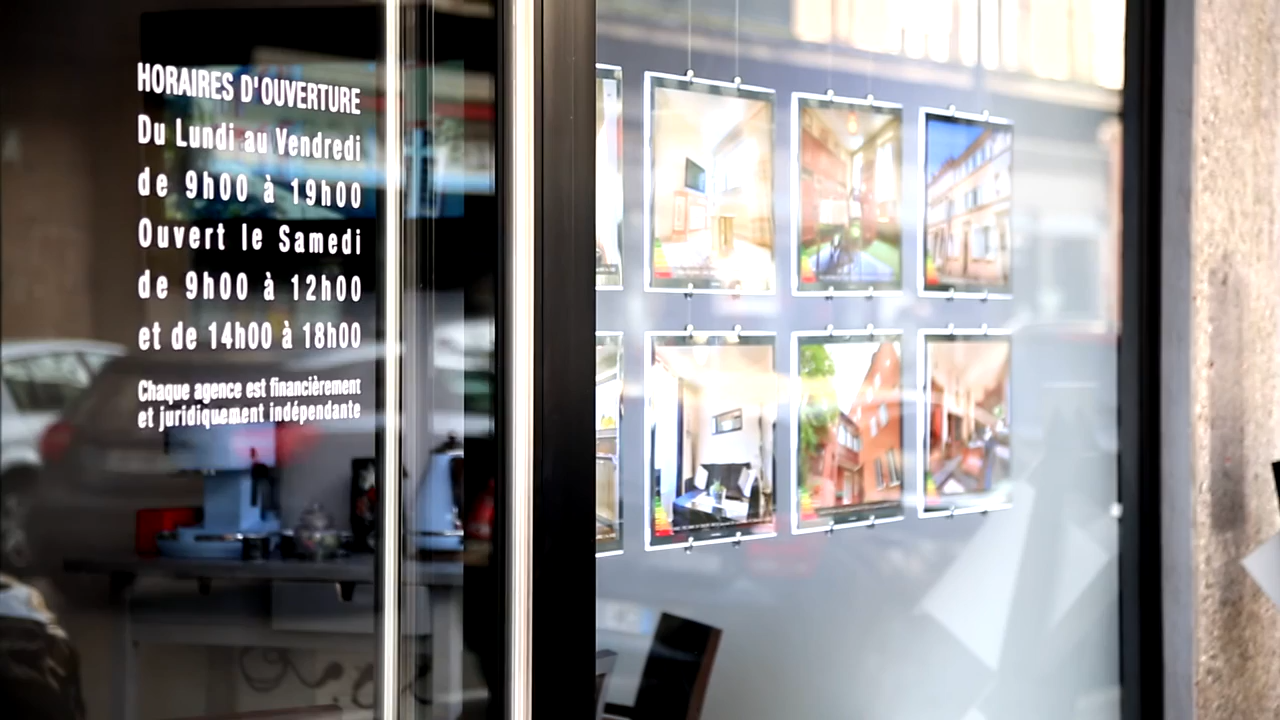 HORAIRES D'OUVERTURE
Du Lundi au Vendredi
de 9h00 à 19h00
Ouvert le Samedi
de 9h00 à 12h00
et de 14h00 à 18h00
Chaque agence est financièrement
et juridiquement indépendante